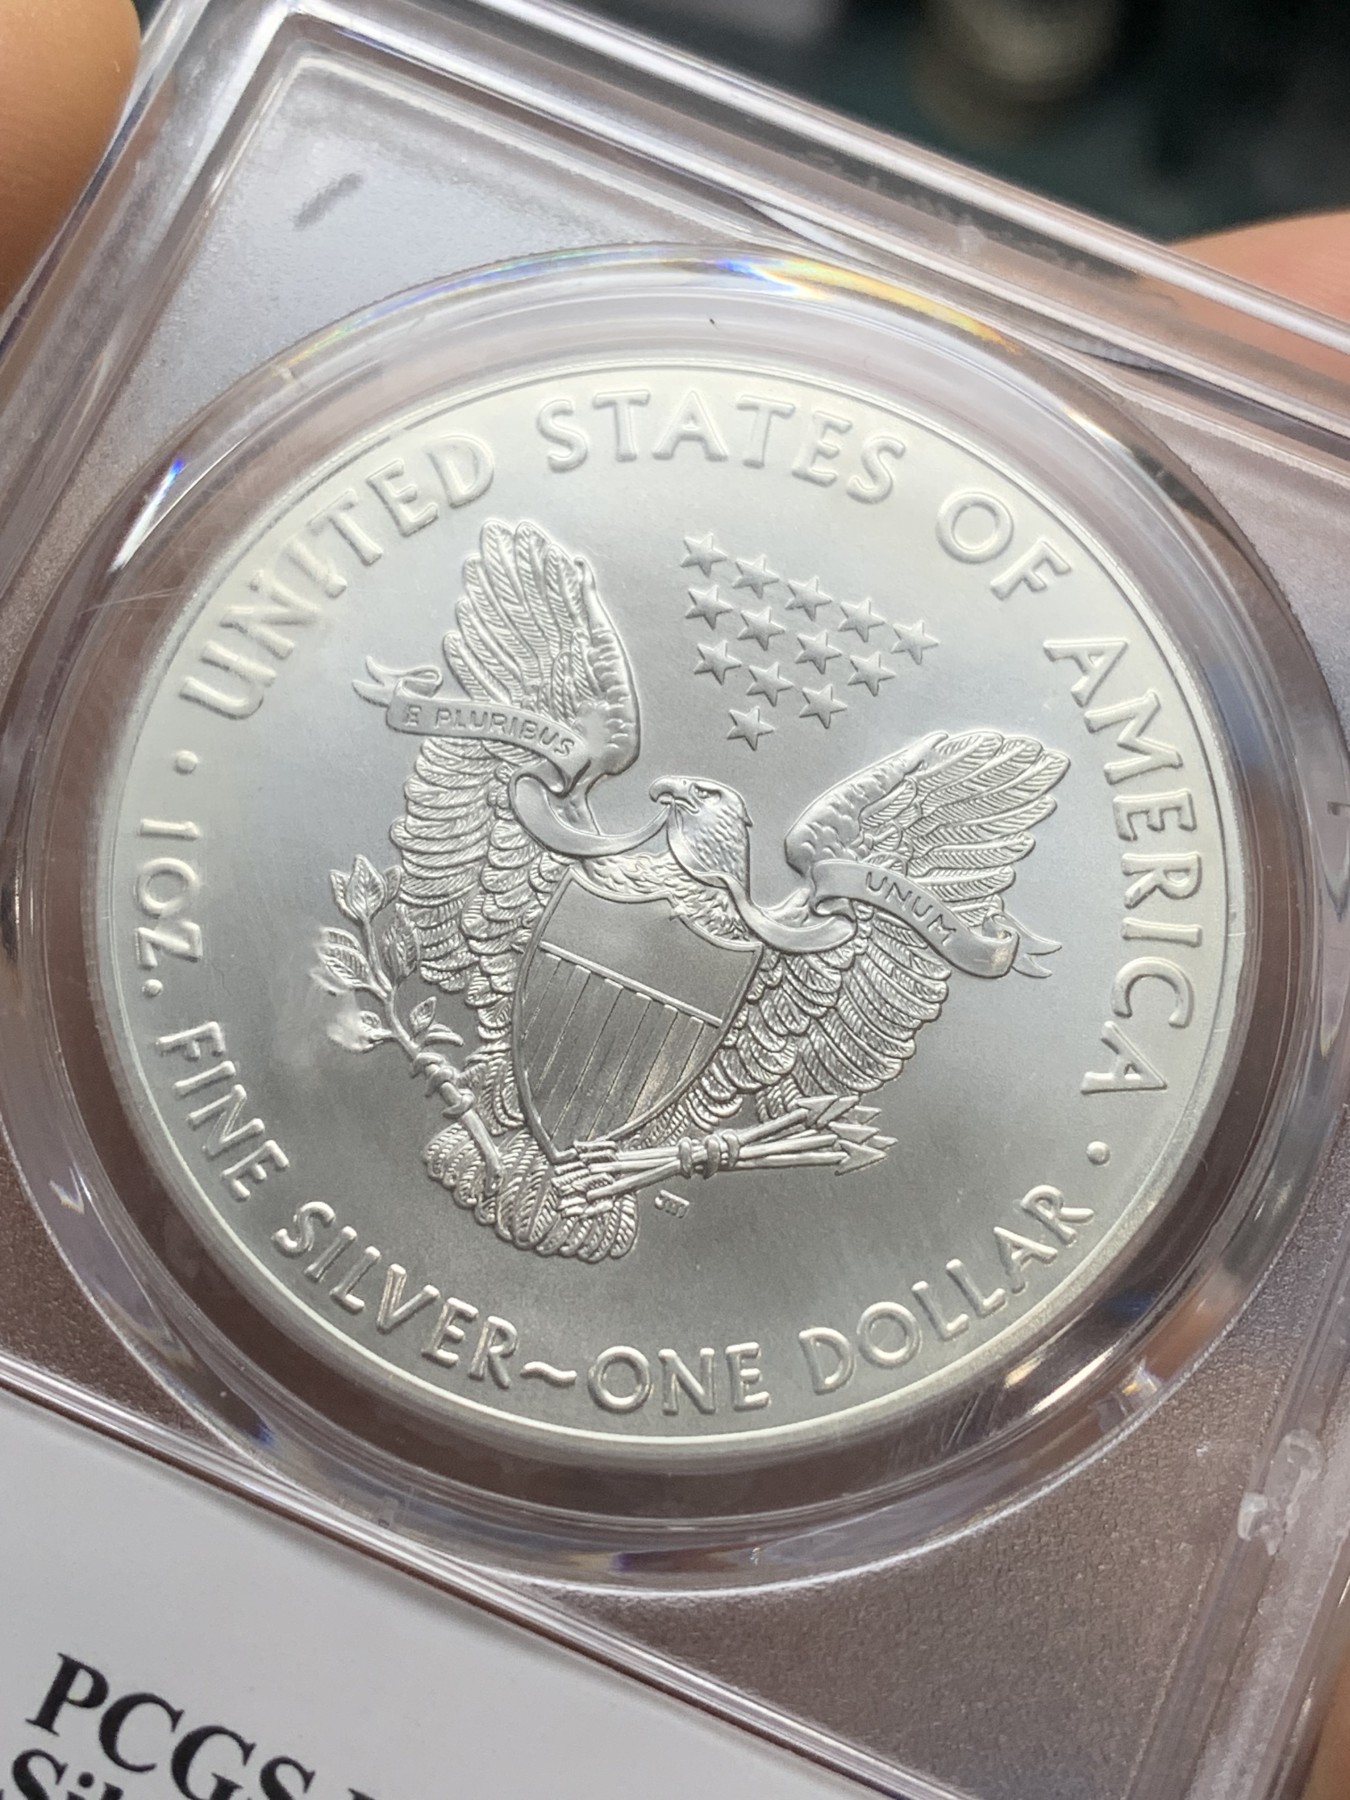 UNITED STATES OF AMERICA
E PLURIBUS
UNUM
• 1 OZ. FINE SILVER~ONE DOLLAR •
PCGS